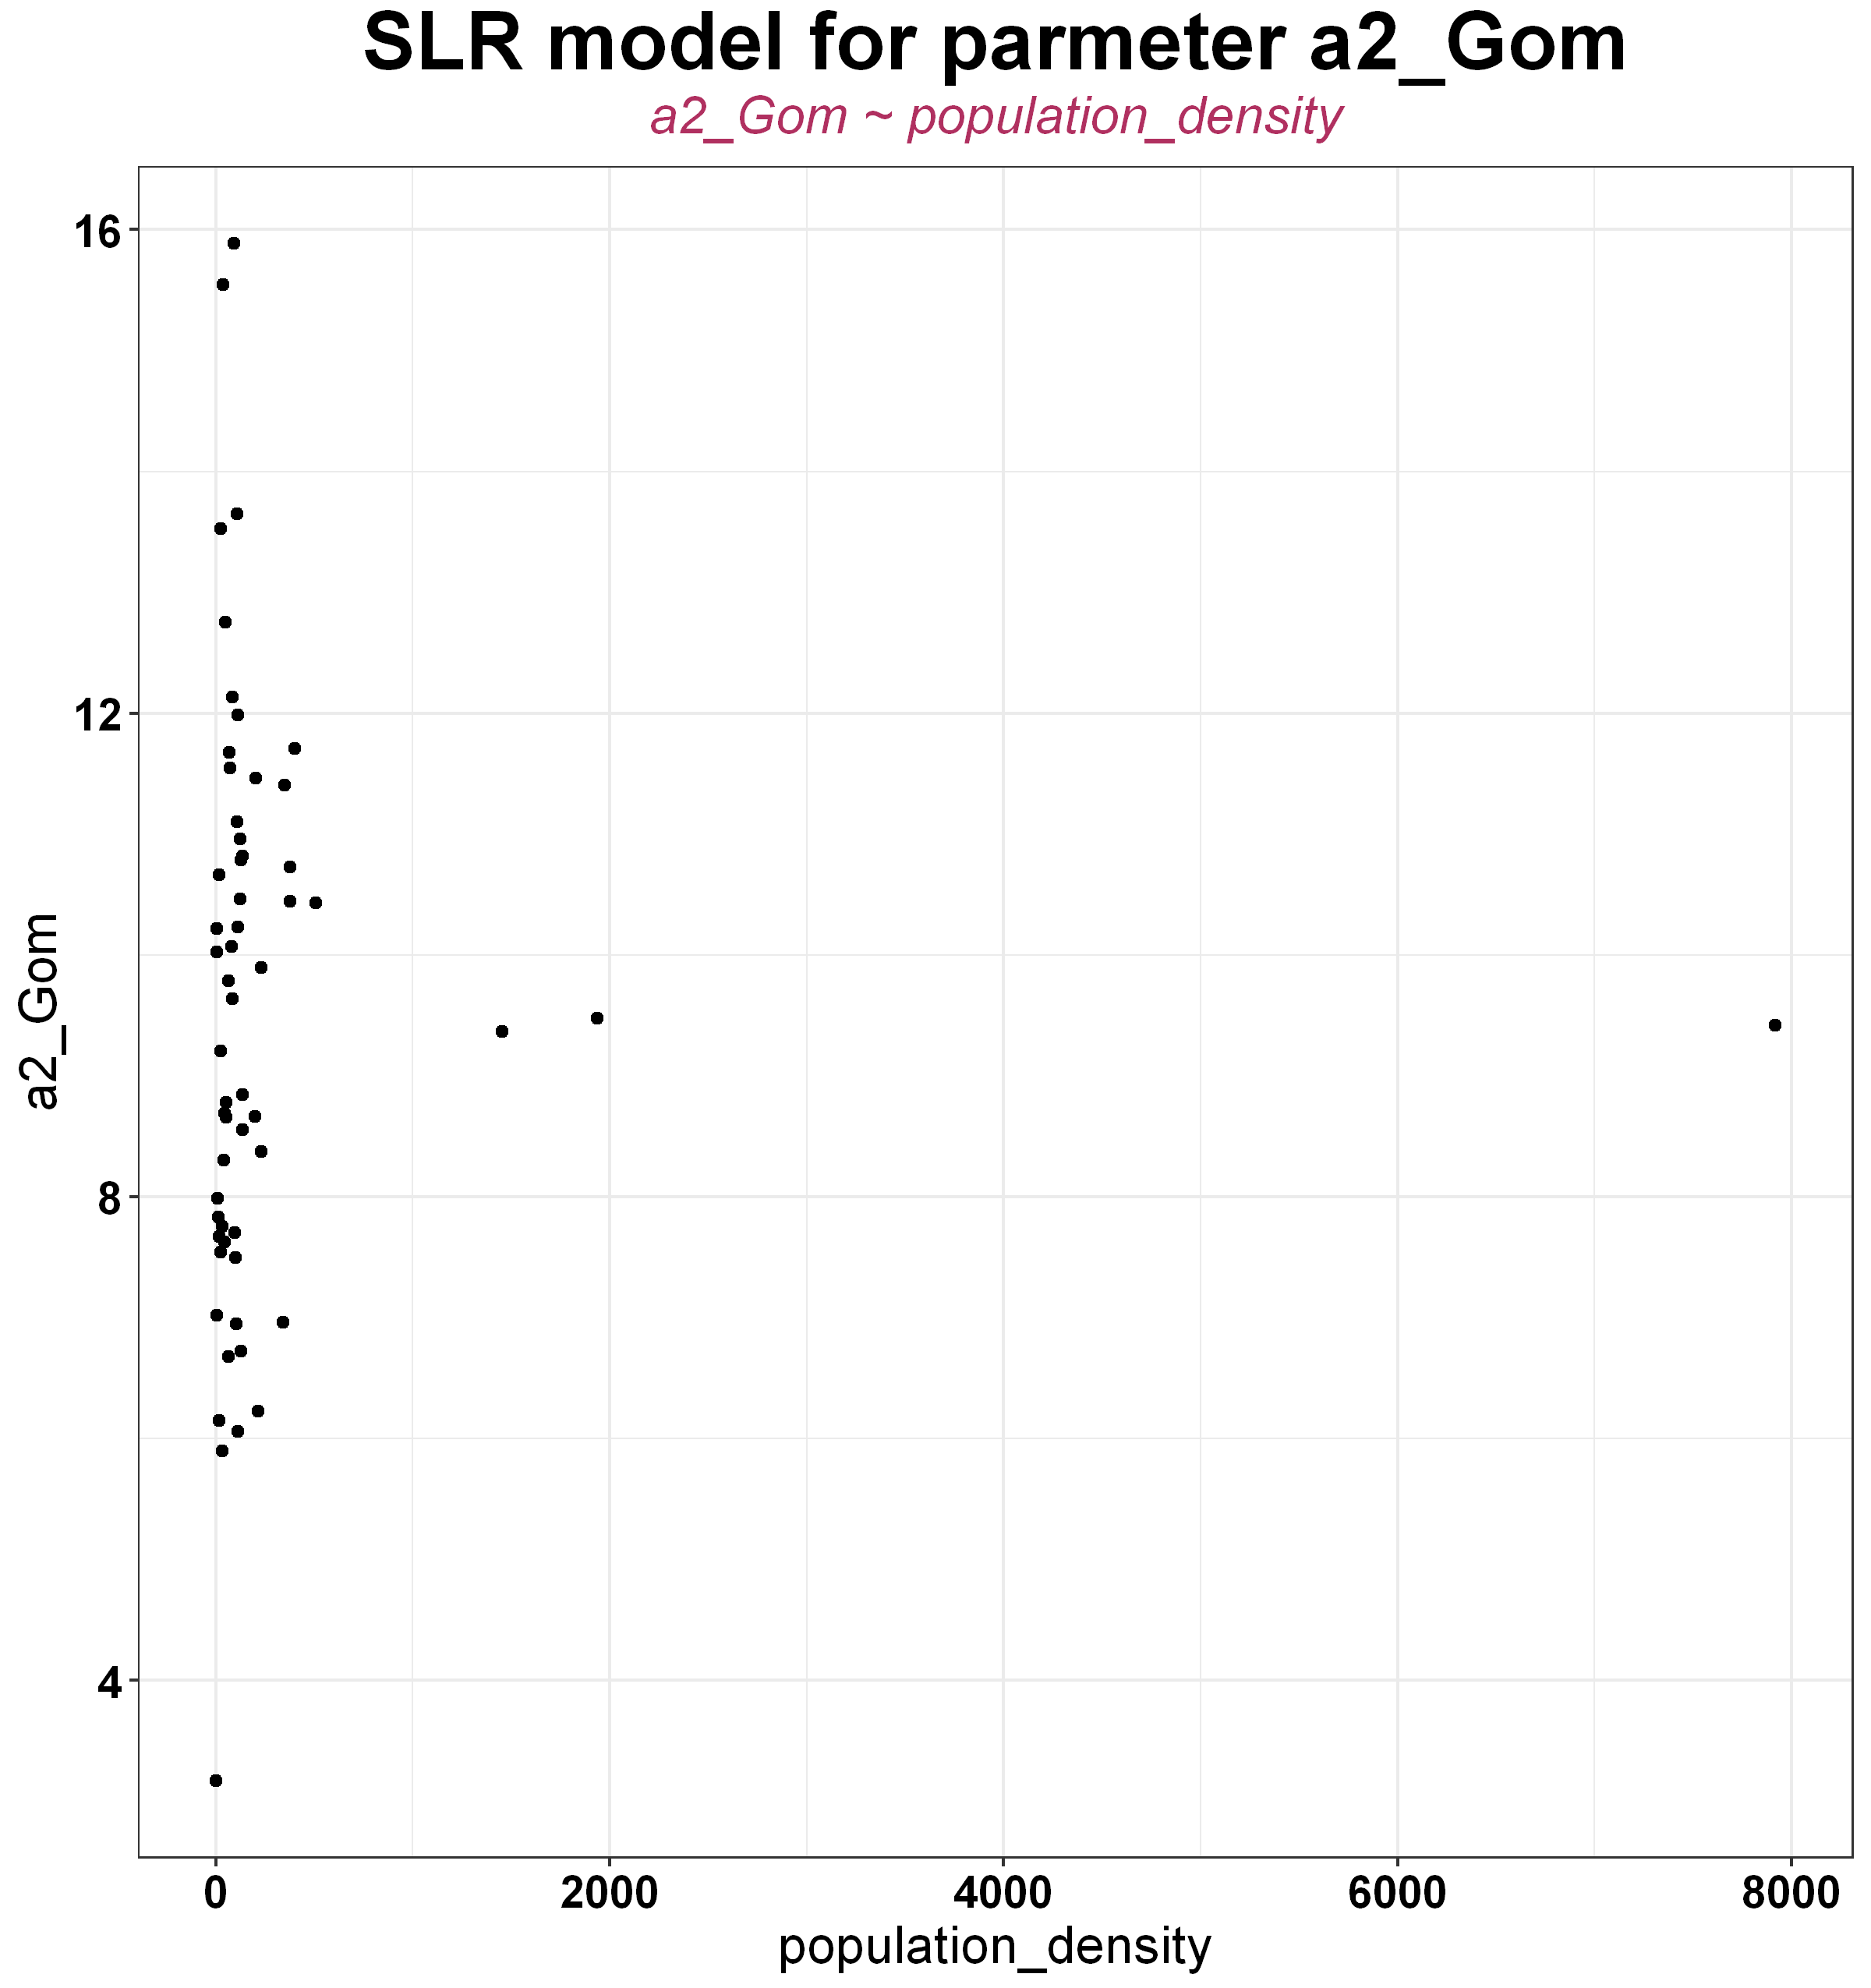 SLR model for parmeter a2_Gom
a2_Gom ~ population_density
16
12
8
4
a2_Gom
0 2000 4000 6000 8000
population_density